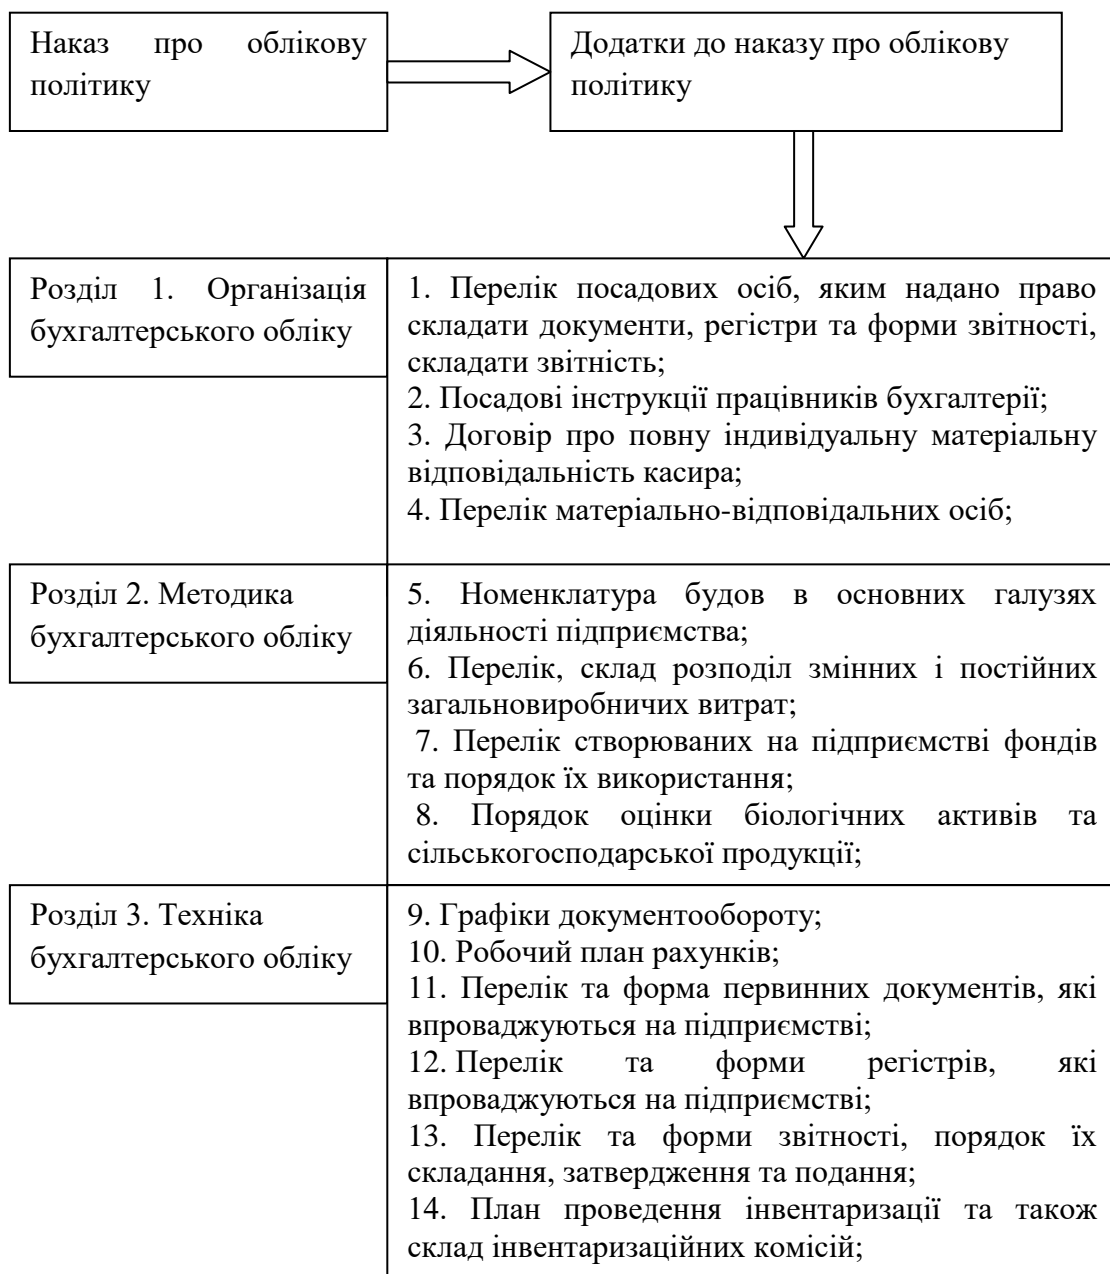 Наказ про облікову
політику
Додатки до наказу про облікову
політику
Розділ 1. Організація
бухгалтерського обліку
1. Перелік посадових осіб, яким надано право
складати документи, регістри та форми звітності,
складати звітність;
2. Посадові інструкції працівників бухгалтерії;
3. Договір про повну індивідуальну матеріальну
відповідальність касира;
4. Перелік матеріально-відповідальних осіб;
Розділ 2. Методика
бухгалтерського обліку
5. Номенклатура будов в основних галузях
діяльності підприємства;
6. Перелік, склад розподіл змінних і постійних
загальновиробничих витрат;
7. Перелік створюваних на підприємстві фондів
та порядок їх використання;
8. Порядок оцінки біологічних активів та
сільськогосподарської продукції;
Розділ 3. Техніка
бухгалтерського обліку
9. Графіки документообороту;
10. Робочий план рахунків;
11. Перелік та форма первинних документів, які
впроваджуються на підприємстві;
12. Перелік та форми регістрів, які
впроваджуються на підприємстві;
13. Перелік та форми звітності, порядок їх
складання, затвердження та подання;
14. План проведення інвентаризації та також
склад інвентаризаційних комісій;